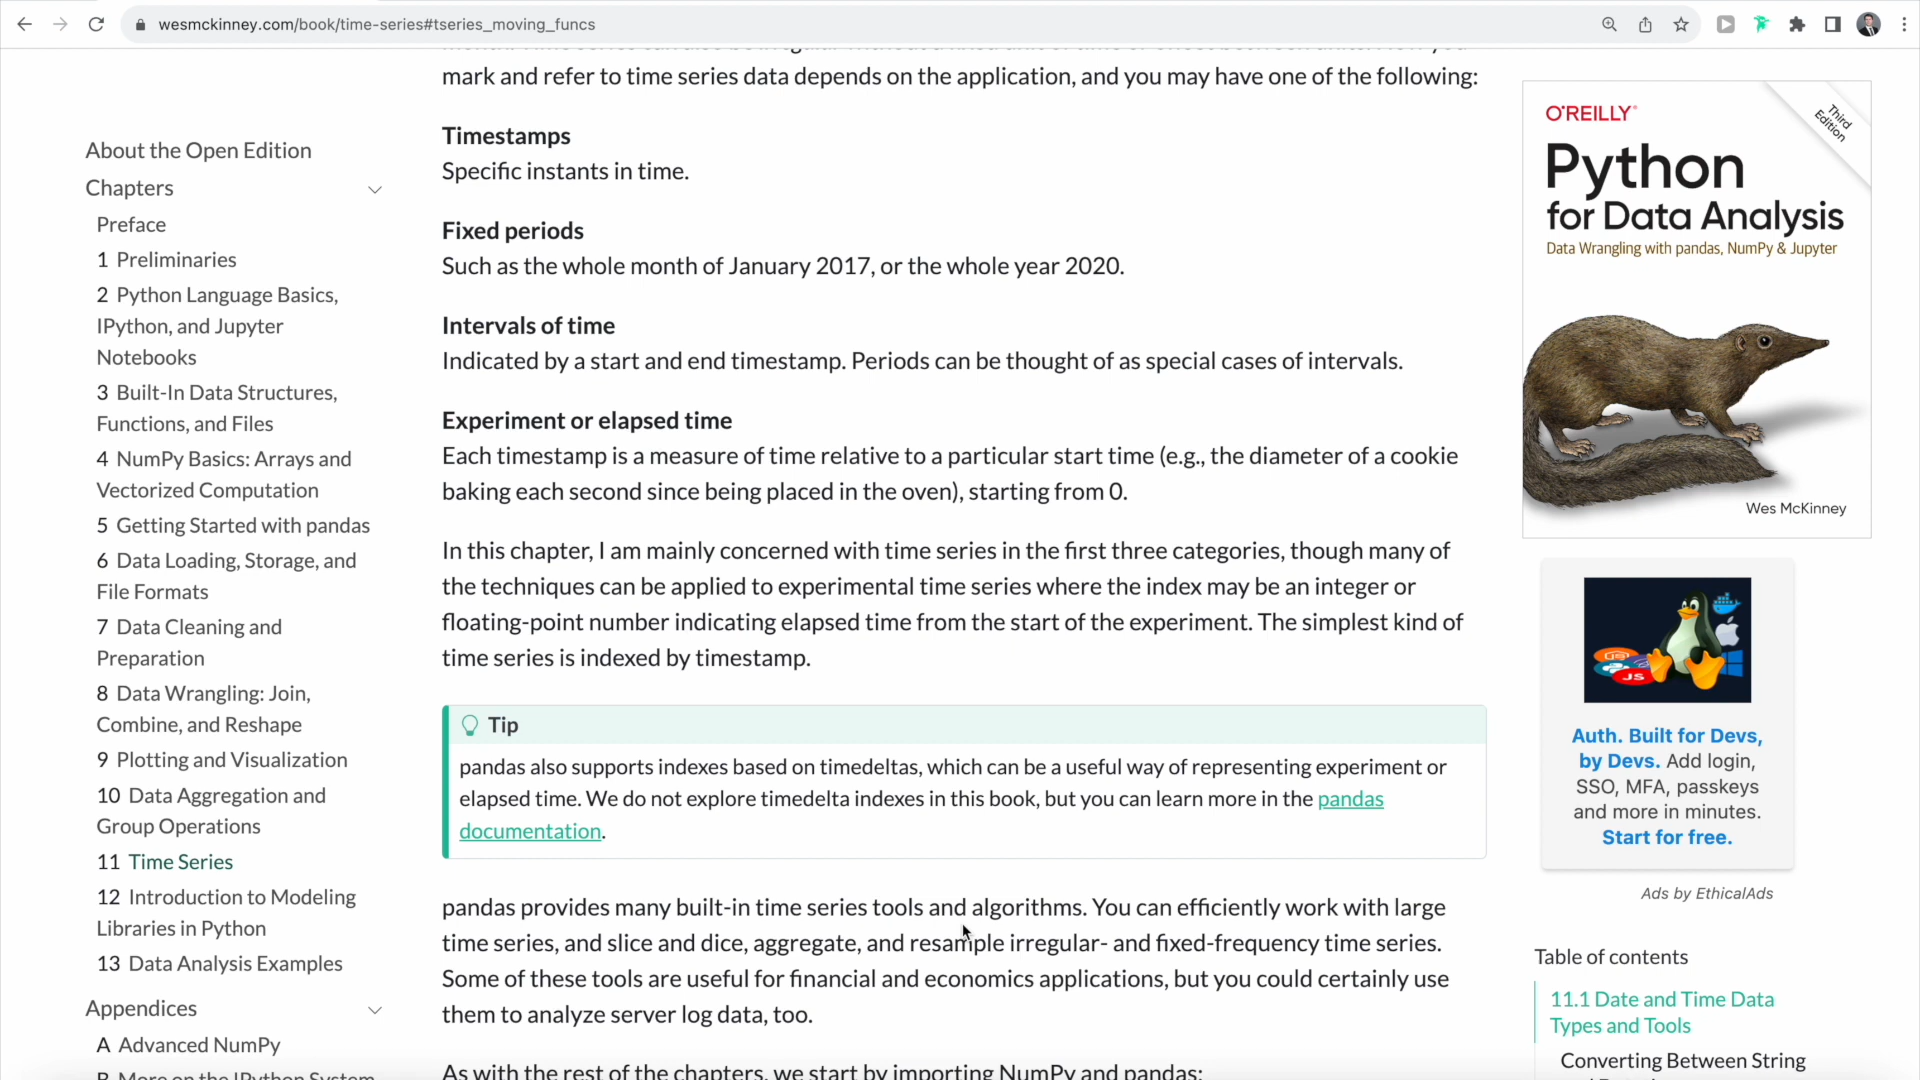 wesmckinney.com/book/time-series#tseries_moving_funcs
mark and refer to time series data depends on the application, and you may have one of the following:
Timestamps
Specific instants in time.
Fixed periods
Such as the whole month of January 2017, or the whole year 2020.
Intervals of time
Indicated by a start and end timestamp. Periods can be thought of as special cases of intervals.
Experiment or elapsed time
Each timestamp is a measure of time relative to a particular start time (e.g., the diameter of a cookie
baking each second since being placed in the oven), starting from 0.
In this chapter, I am mainly concerned with time series in the first three categories, though many of
the techniques can be applied to experimental time series where the index may be an integer or
floating-point number indicating elapsed time from the start of the experiment. The simplest kind of
time series is indexed by timestamp.
Tip
pandas also supports indexes based on timedeltas, which can be a useful way of representing experiment or
elapsed time. We do not explore timedelta indexes in this book, but you can learn more in the pandas
documentation.
pandas provides many built-in time series tools and algorithms. You can efficiently work with large
time series, and slice and dice, aggregate, and resample irregular- and fixed-frequency time series.
Some of these tools are useful for financial and economics applications, but you could certainly use
them to analyze server log data, too.
As with the rest of the chapters, we start by importing NumPy and pandas:
About the Open Edition
Chapters
Preface
1 Preliminaries
2 Python Language Basics,
IPython, and Jupyter
Notebooks
3 Built-In Data Structures,
Functions, and Files
4 NumPy Basics: Arrays and
Vectorized Computation
5 Getting Started with pandas
6 Data Loading, Storage, and
File Formats
7 Data Cleaning and
Preparation
8 Data Wrangling: Join,
Combine, and Reshape
9 Plotting and Visualization
10 Data Aggregation and
Group Operations
11 Time Series
12 Introduction to Modeling
Libraries in Python
13 Data Analysis Examples
Appendices
A Advanced NumPy
B More on the IPython System
O'REILLY®
Third
Edition
Python
for Data Analysis
Data Wrangling with pandas, NumPy & Jupyter
Wes McKinney
JS
Auth. Built for Devs,
by Devs. Add login,
SSO, MFA, passkeys
and more in minutes.
Start for free.
Ads by EthicalAds
Table of contents
11.1 Date and Time Data
Types and Tools
Converting Between String